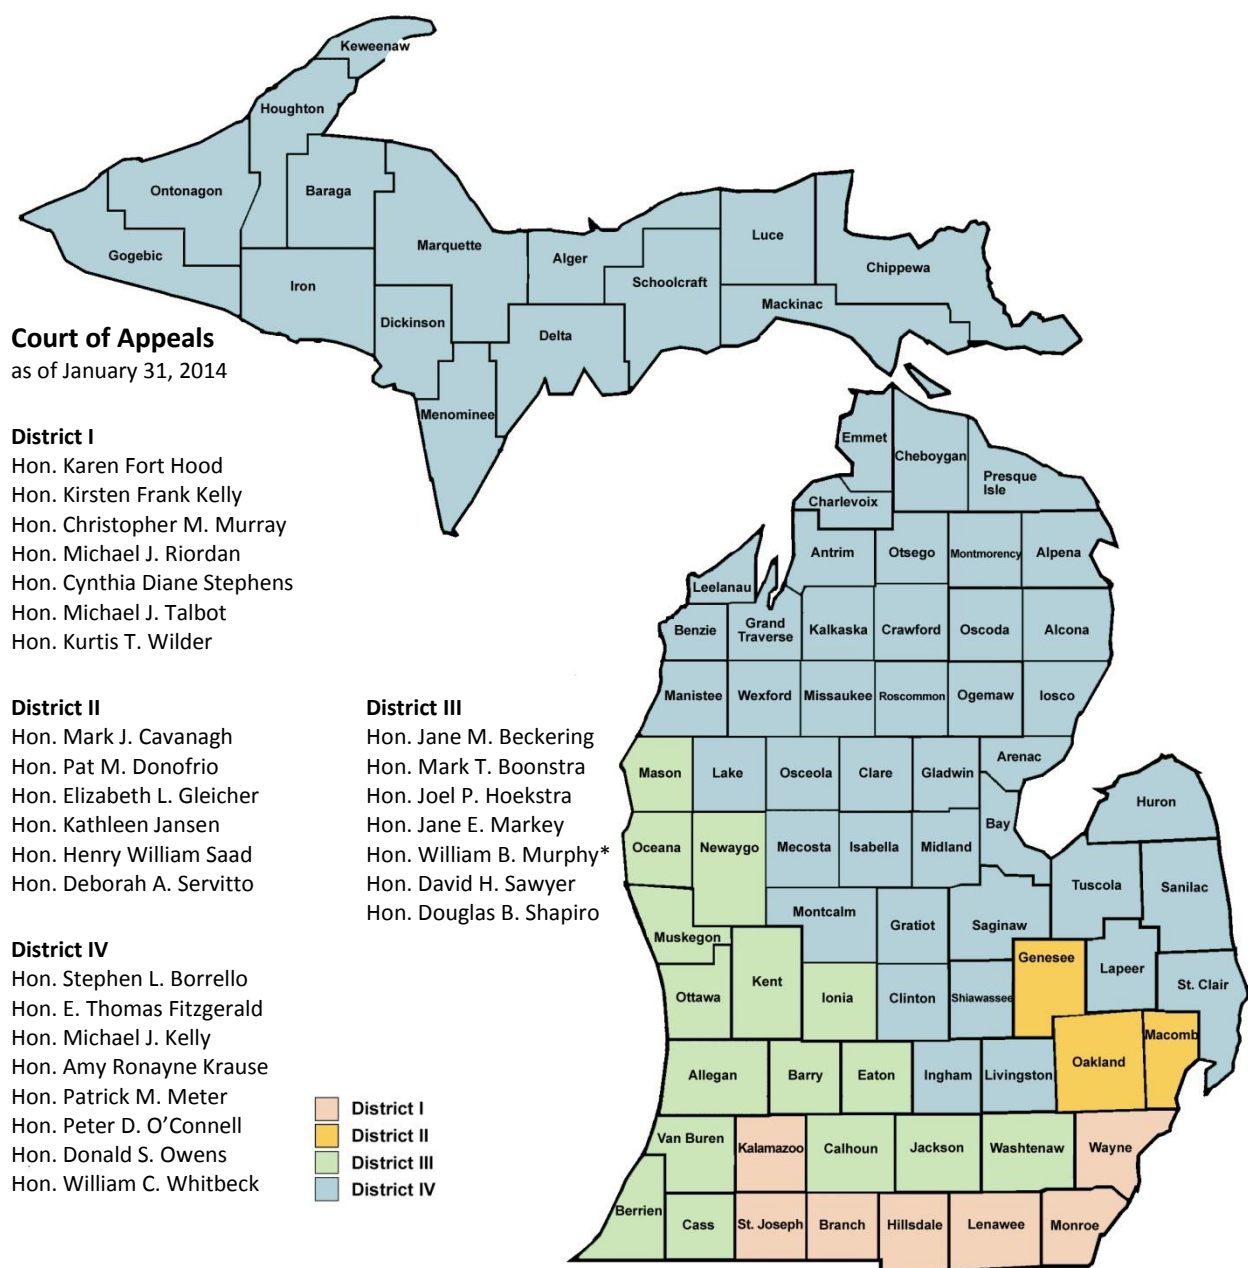 Keweenaw
Houghton
Ontonagon
Baraga
Gogebic
Marquette
Iron
Alger
Luce
Schoolcraft
Chippewa
Mackinac
Dickinson
Delta
Menominee
Court of Appeals
as of January 31, 2014
District I
Hon. Karen Fort Hood
Hon. Kirsten Frank Kelly
Hon. Christopher M. Murray
Hon. Michael J. Riordan
Hon. Cynthia Diane Stephens
Hon. Michael J. Talbot
Hon. Kurtis T. Wilder
District II
Hon. Mark J. Cavanagh
Hon. Pat M. Donofrio
Hon. Elizabeth L. Gleicher
Hon. Kathleen Jansen
Hon. Henry William Saad
Hon. Deborah A. Servitto
District III
Hon. Jane M. Beckering
Hon. Mark T. Boonstra
Hon. Joel P. Hoekstra
Hon. Jane E. Markey
Hon. William B. Murphy*
Hon. David H. Sawyer
Hon. Douglas B. Shapiro
District IV
Hon. Stephen L. Borrello
Hon. E. Thomas Fitzgerald
Hon. Michael J. Kelly
Hon. Amy Ronayne Krause
Hon. Patrick M. Meter
Hon. Peter D. O’Connell
Hon. Donald S. Owens
Hon. William C. Whitbeck
District I
District II
District III
District IV
Emmet
Cheboygan
Presque
Isle
Charlevoix
Antrim
Otsego
Montmorency
Alpena
Leelanau
Benzie
Grand
Traverse
Kalkaska
Crawford
Oscoda
Alcona
Manistee
Wexford
Missaukee
Roscommon
Ogemaw
Iosco
Mason
Lake
Osceola
Clare
Gladwin
Arenac
Huron
Oceana
Newaygo
Mecosta
Isabella
Midland
Bay
Tuscola
Sanilac
Muskegon
Montcalm
Gratiot
Saginaw
Genesee
Lapeer
St. Clair
Ottawa
Kent
Ionia
Clinton
Shiawassee
Oakland
Macomb
Allegan
Barry
Eaton
Ingham
Livingston
Van Buren
Kalamazoo
Calhoun
Jackson
Washtenaw
Wayne
Berrien
Cass
St. Joseph
Branch
Hillsdale
Lenawee
Monroe